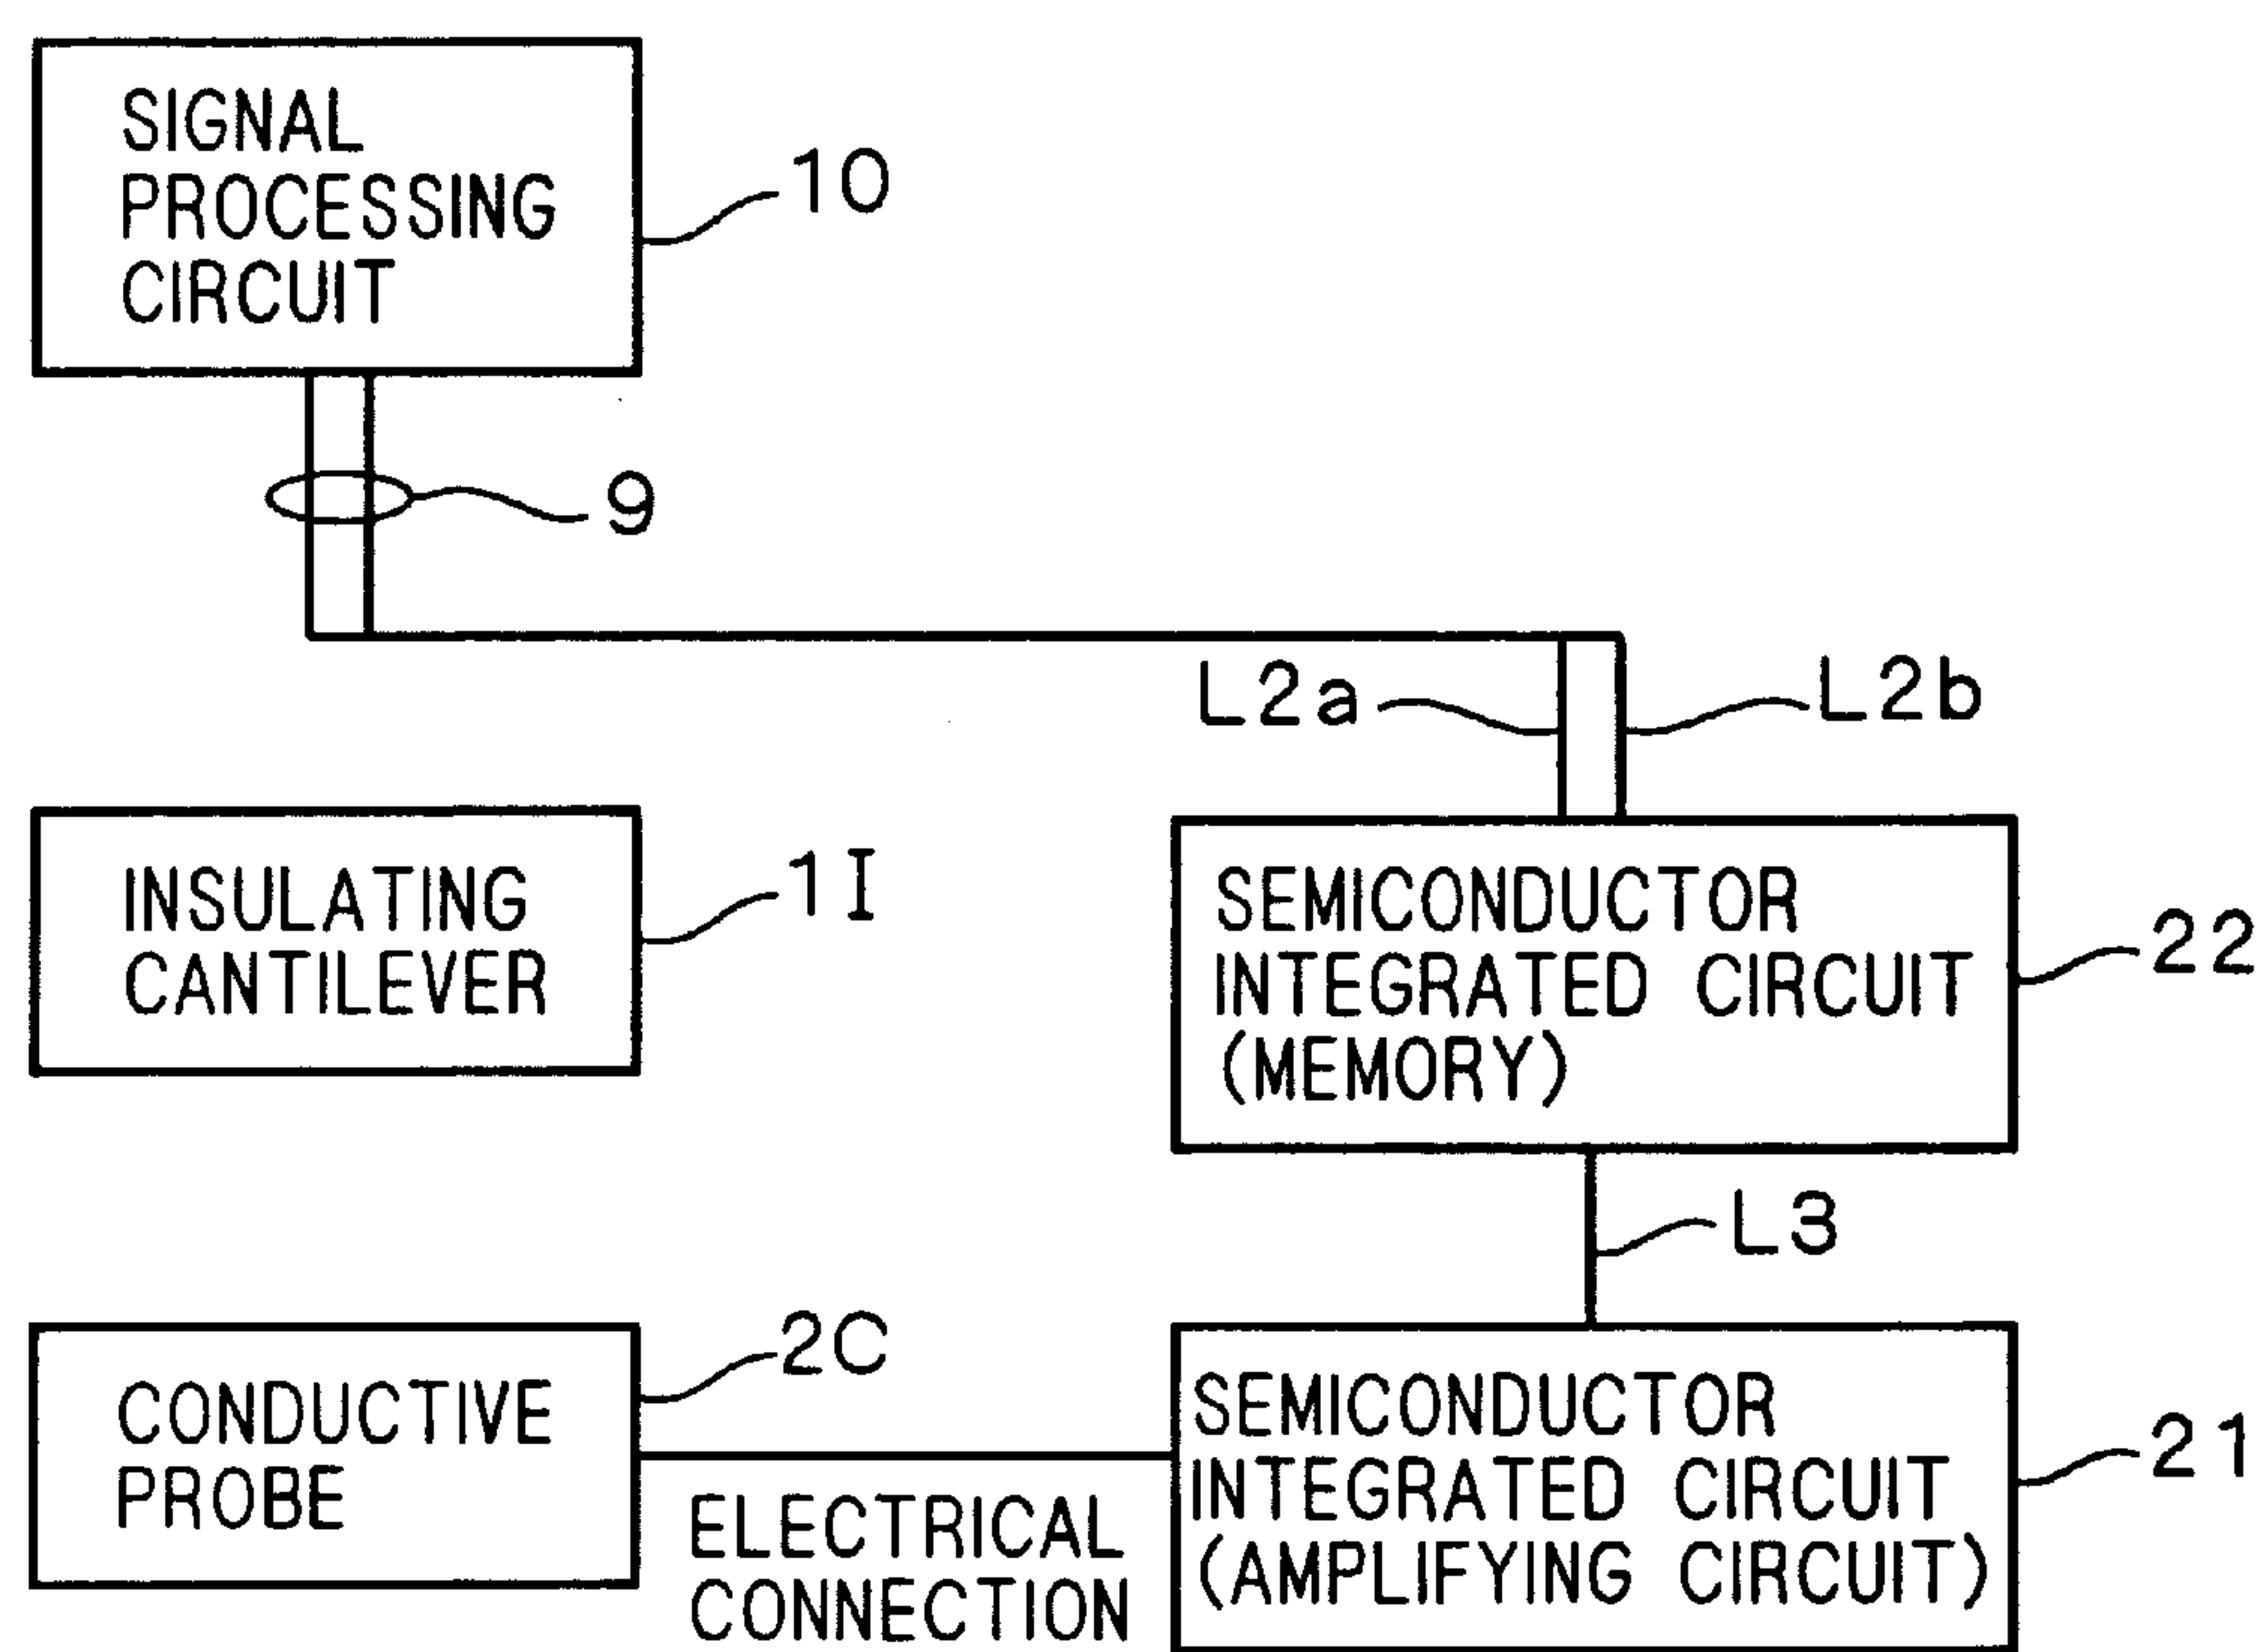 SIGNAL
PROCESSING
CIRCUIT
10
9
L2a
L2b
INSULATING
CANTILEVER
1I
SEMICONDUCTOR
INTEGRATED CIRCUIT
(MEMORY)
22
L3
CONDUCTIVE
PROBE
2C
ELECTRICAL
CONNECTION
SEMICONDUCTOR
INTEGRATED CIRCUIT
(AMPLIFYING CIRCUIT)
21